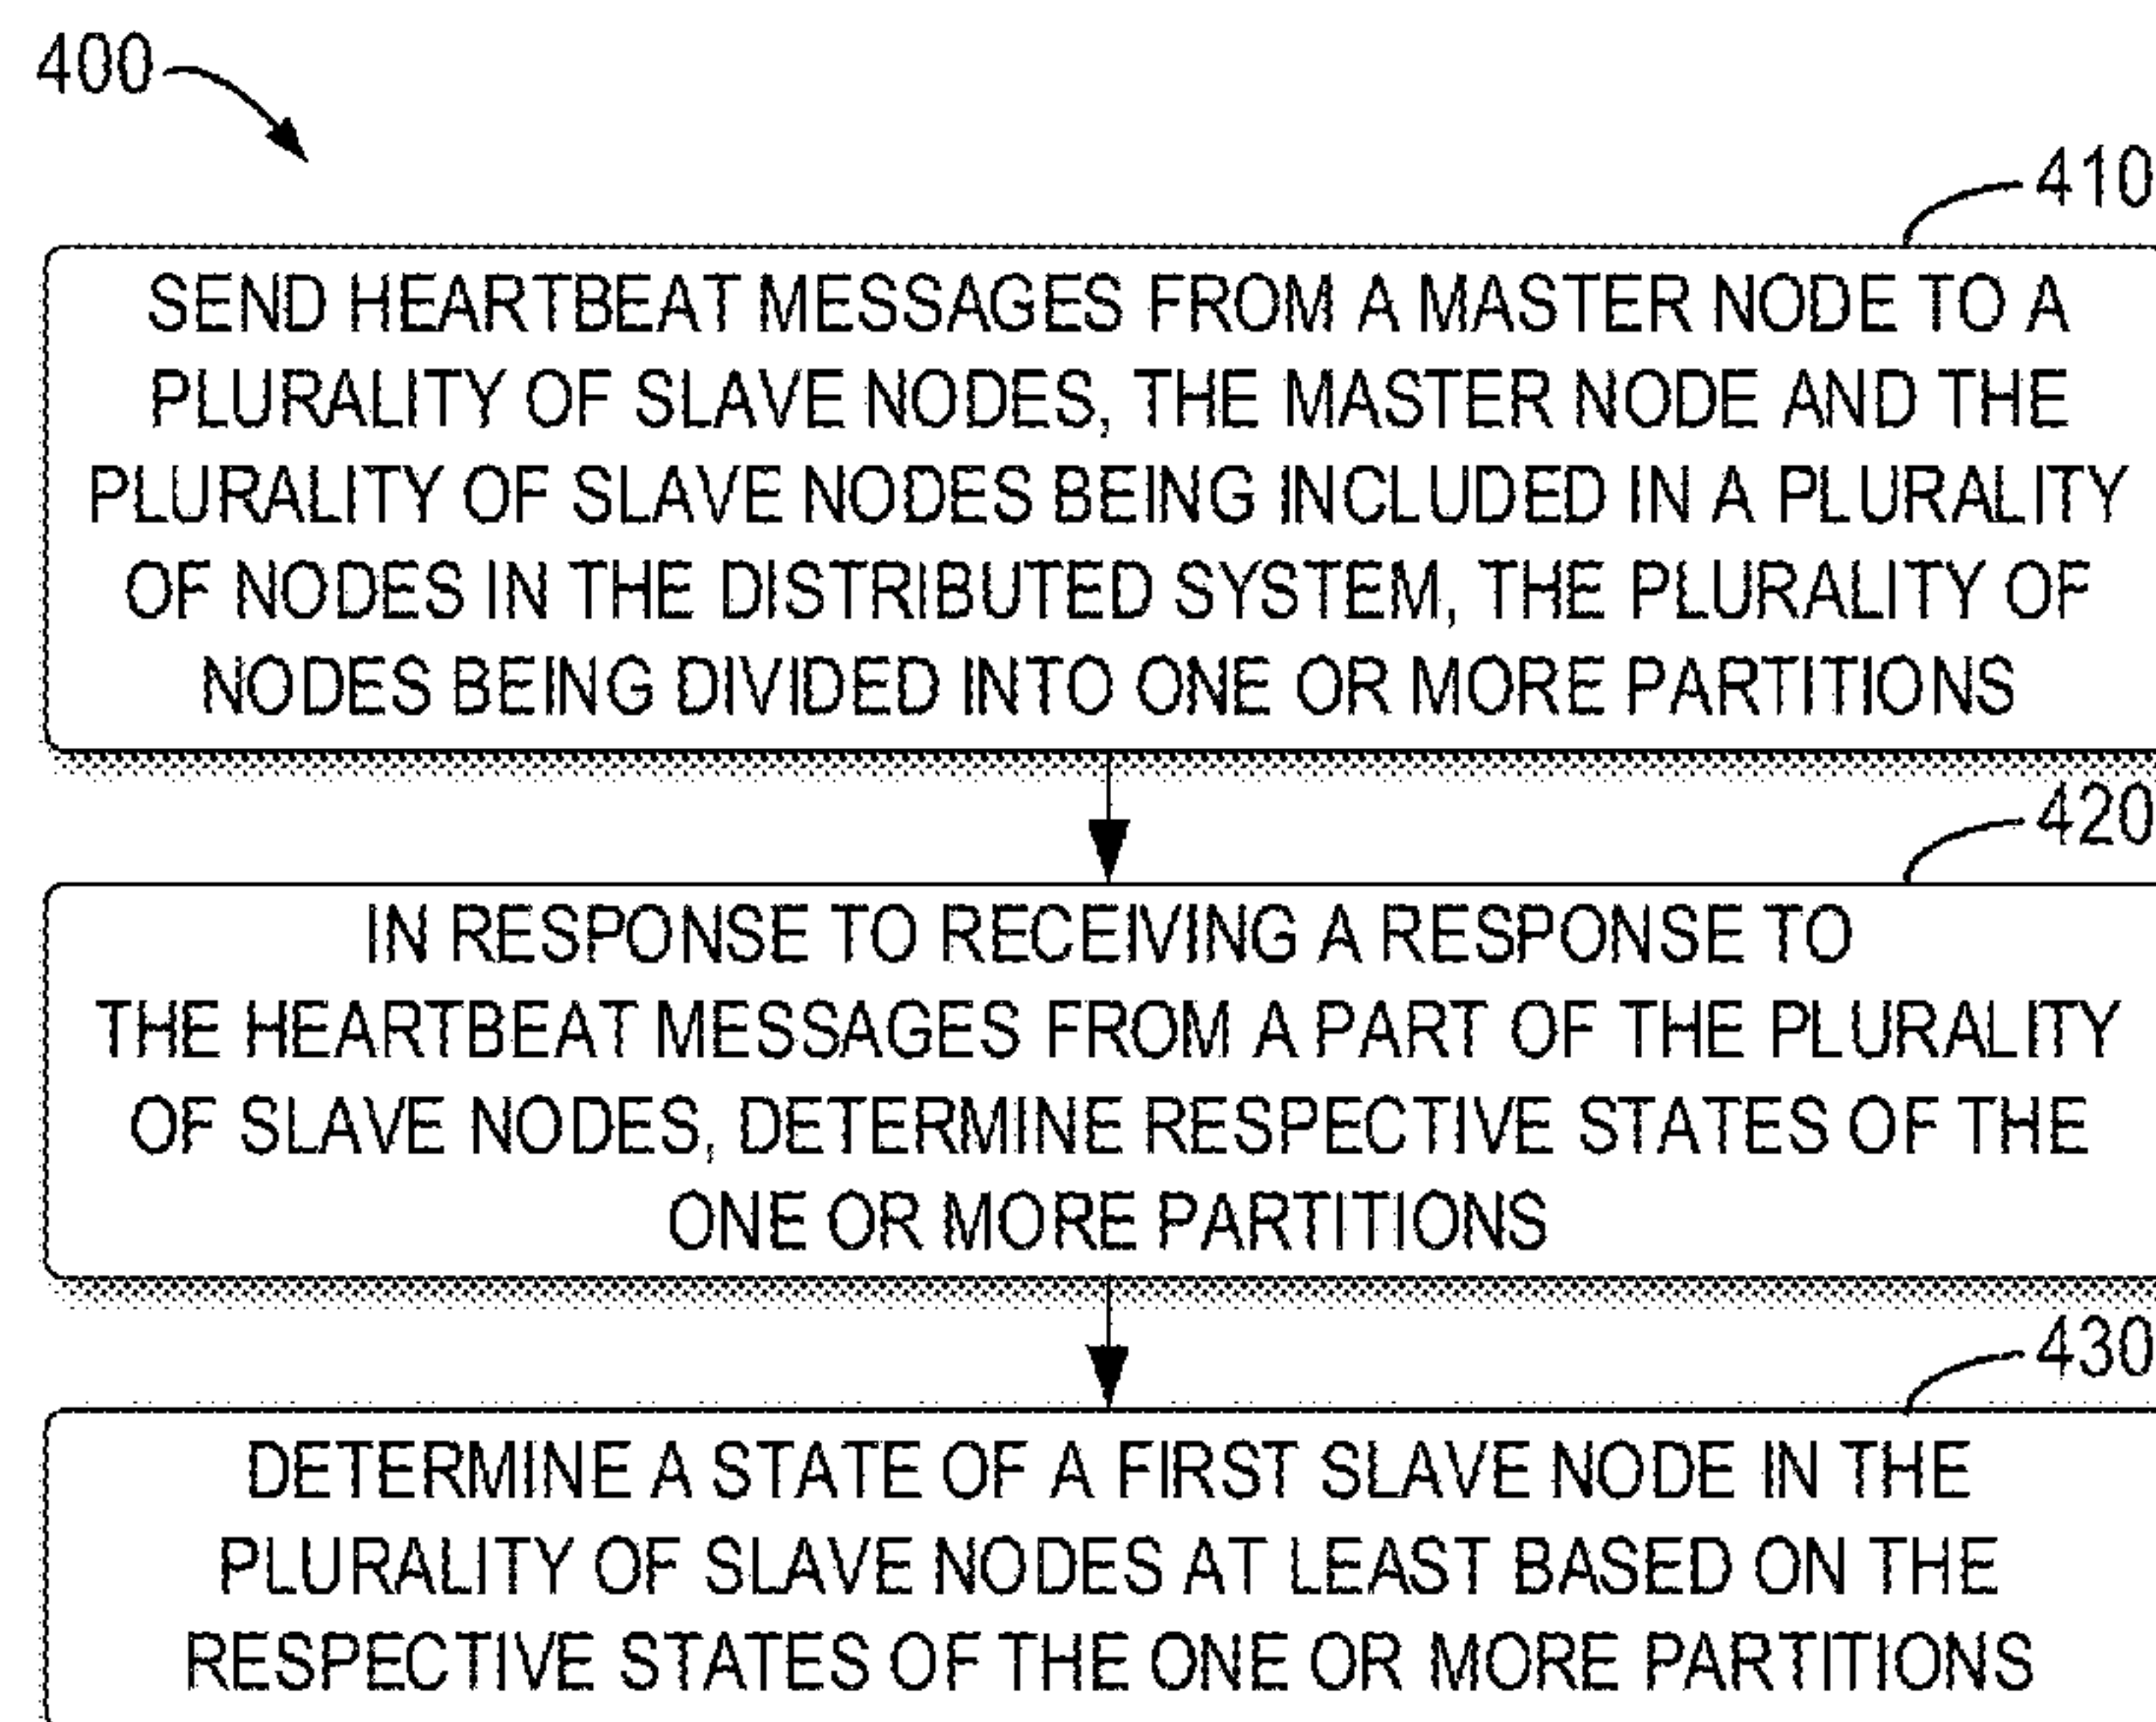 400
410
SEND HEARTBEAT MESSAGES FROM A MASTER NODE TO A
PLURALITY OF SLAVE NODES, THE MASTER NODE AND THE
PLURALITY OF SLAVE NODES BEING INCLUDED IN A PLURALITY
OF NODES IN THE DISTRIBUTED SYSTEM, THE PLURALITY OF
NODES BEING DIVIDED INTO ONE OR MORE PARTITIONS
420
IN RESPONSE TO RECEIVING A RESPONSE TO
THE HEARTBEAT MESSAGES FROM A PART OF THE PLURALITY
OF SLAVE NODES, DETERMINE RESPECTIVE STATES OF THE
ONE OR MORE PARTITIONS
430
DETERMINE A STATE OF A FIRST SLAVE NODE IN THE
PLURALITY OF SLAVE NODES AT LEAST BASED ON THE
RESPECTIVE STATES OF THE ONE OR MORE PARTITIONS